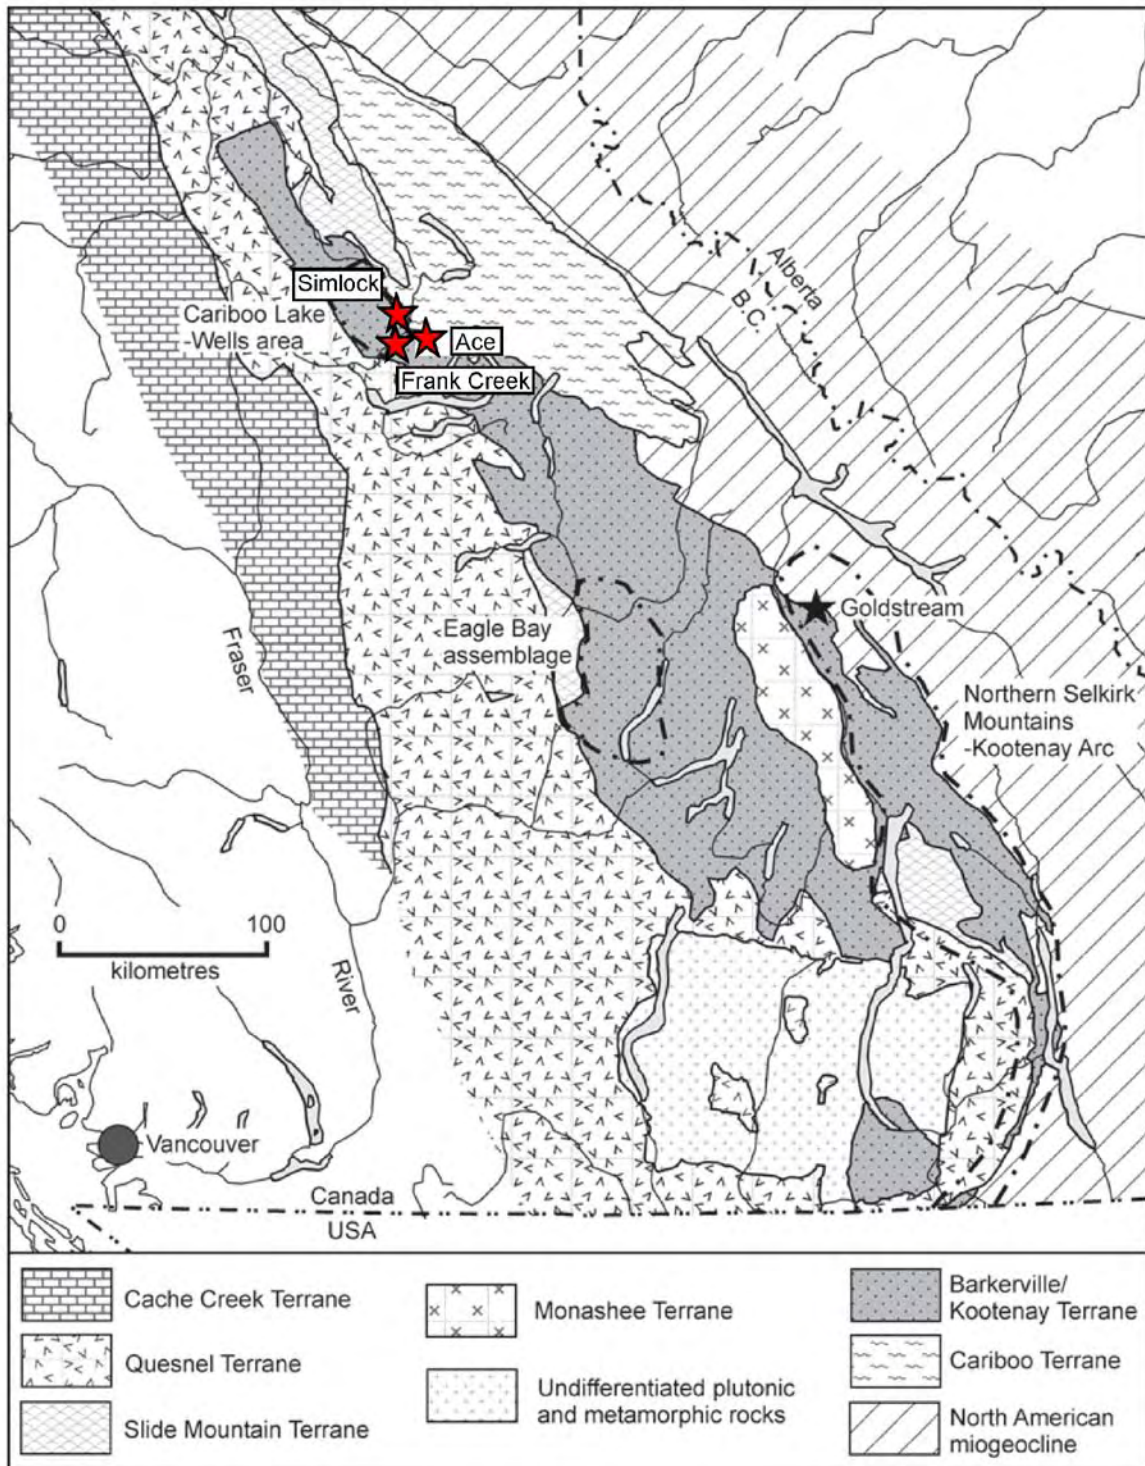 Alberta
B.C.
Simlock
Cariboo Lake
-Wells area
Ace
Frank Creek
Goldstream
Eagle Bay
assemblage
Fraser
Northern Selkirk
Mountains
-Kootenay Arc
0 100
kilometres
River
Vancouver
Canada
USA
Cache Creek Terrane
Quesnel Terrane
Slide Mountain Terrane
Monashee Terrane
Undifferentiated plutonic
and metamorphic rocks
Barkerville/
Kootenay Terrane
Cariboo Terrane
North American
miogeocline